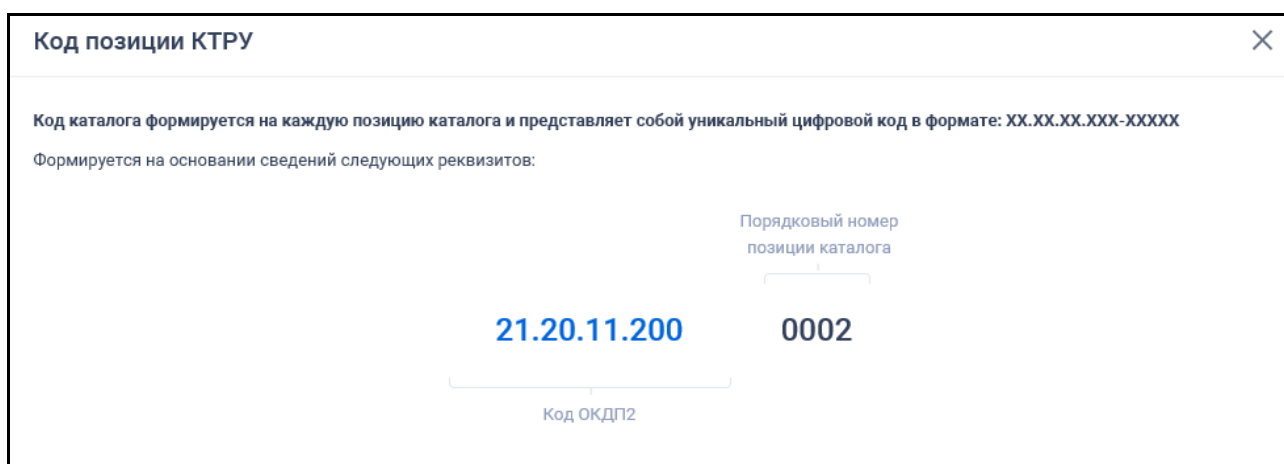 Код позиции КТРУ
Код каталога формируется на каждую позицию каталога и представляет собой уникальный цифровой код в формате: XX.XX.XX.XXX-XXXXX
Формируется на основании сведений следующих реквизитов:
Порядковый номер
позиции каталога
21.20.11.200 0002
Код ОКДП2